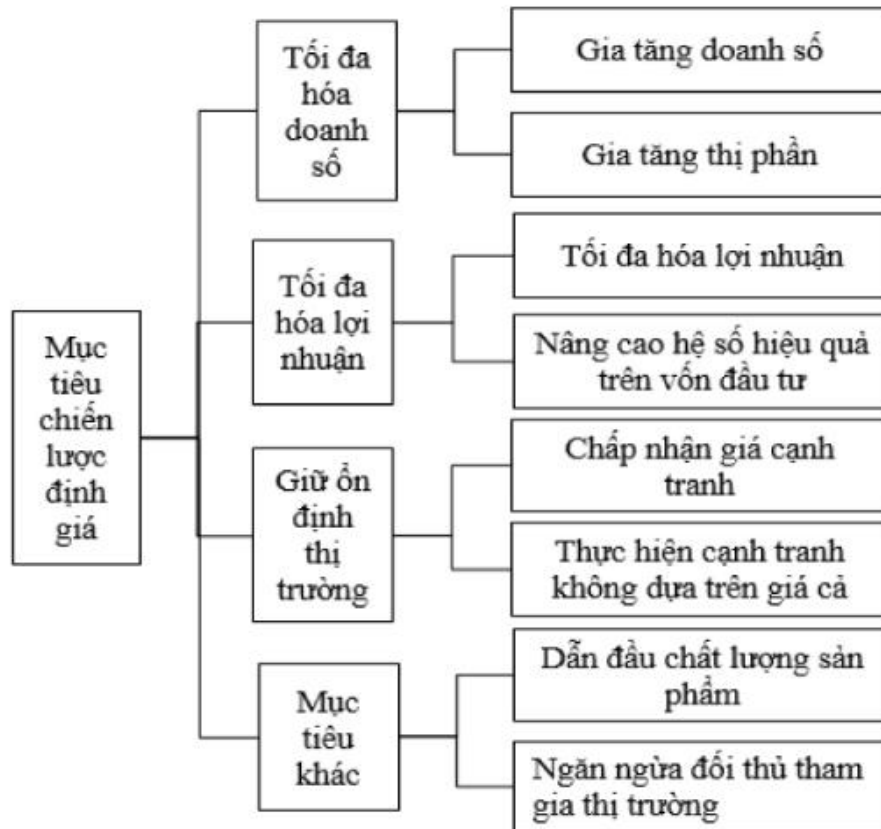 Mục
tiêu
chiến
lược
định
giá
Tối đa
hóa
doanh
số
Gia tăng doanh số
Gia tăng thị phần
Tối đa
hóa lợi
nhuận
Tối đa hóa lợi nhuận
Nâng cao hệ số hiệu quả
trên vốn đầu tư
Giữ ổn
định
thị
trường
Chấp nhận giá cạnh
tranh
Thực hiện cạnh tranh
không dựa trên giá cả
Mục
tiêu
khác
Dẫn đầu chất lượng sản
phẩm
Ngăn ngừa đối thủ tham
gia thị trường